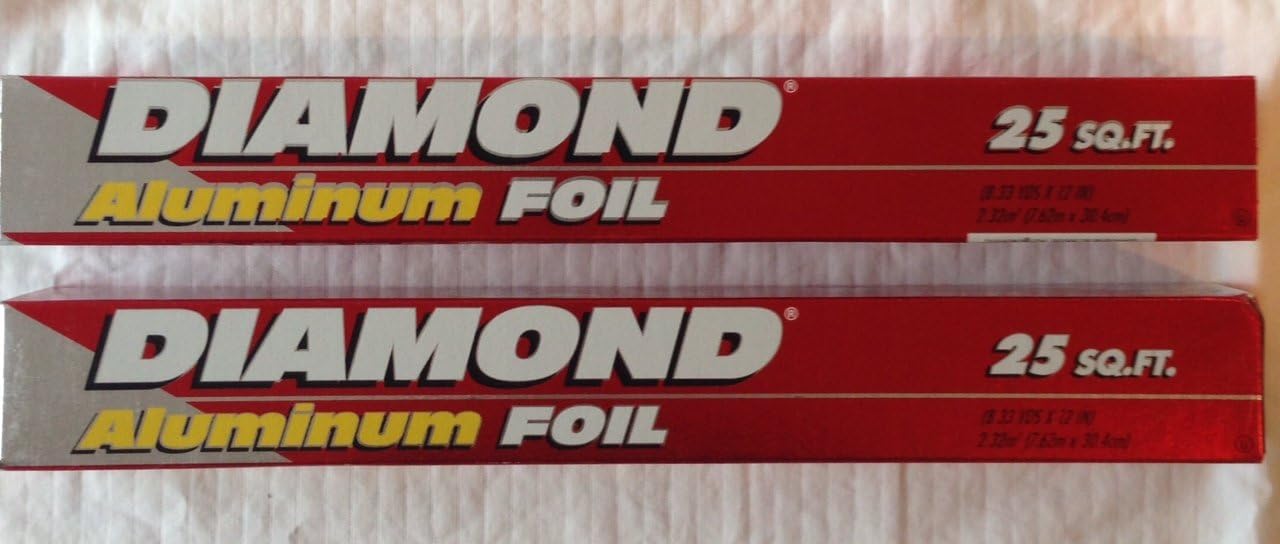 DIAMOND®
25 SQ.FT.
Aluminum FOIL
(8.33 YDS X 12 IN)
2.32m² (7.62m x 30.4cm)
DIAMOND®
25 SQ.FT.
Aluminum FOIL
(8.33 YDS X 12 IN)
2.32m² (7.62m x 30.4cm)